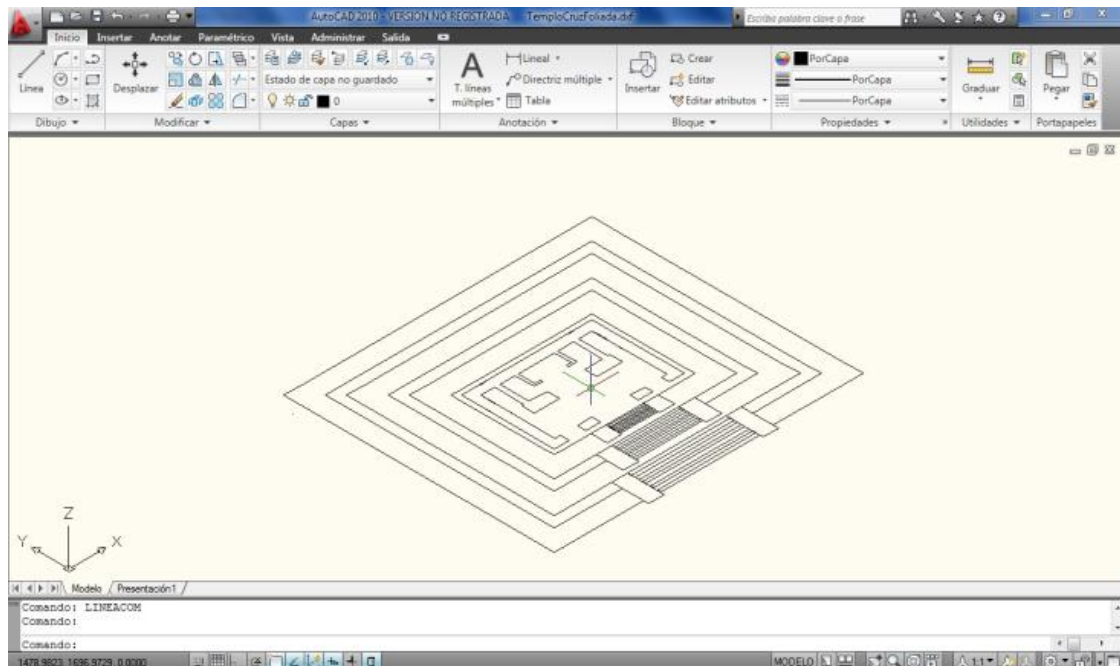 AutoCAD 2010 - VERSION NO REGISTRADA TemploCruzFoliada.dxf Escriba palabra clave o frase
Inicio Insertar Anotar Paramétrico Vista Administrar Salida
Línea Desplazar Estado de capa no guardado 0 A T. líneas múltiples Lineal Directriz múltiple Tabla Insertar Crear Editar Editar atributos PorCapa PorCapa PorCapa Graduar Pegar
Dibujo Modificar Capas Anotación Bloque Propiedades Utilidades Portapapeles
Z
Y X
Modelo Presentación1
Comando: LINEACOM
Comando:
Comando:
1478.9823, 1696.9729, 0.0000 MODELO 1:1